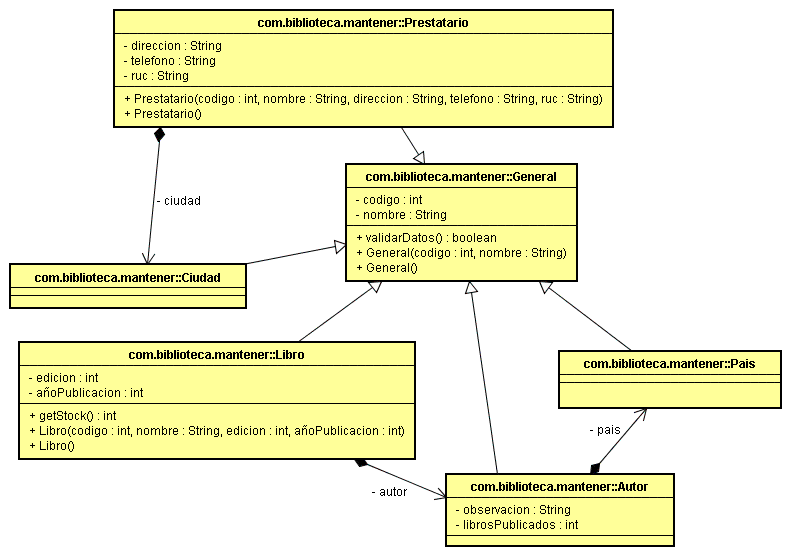 com.biblioteca.mantener::Prestatario
- direccion : String
- telefono : String
- ruc : String
+ Prestatario(codigo : int, nombre : String, direccion : String, telefono : String, ruc : String)
+ Prestatario()
- ciudad
com.biblioteca.mantener::General
- codigo : int
- nombre : String
+ validarDatos() : boolean
+ General(codigo : int, nombre : String)
+ General()
com.biblioteca.mantener::Ciudad
com.biblioteca.mantener::Libro
- edicion : int
- añoPublicacion : int
+ getStock() : int
+ Libro(codigo : int, nombre : String, edicion : int, añoPublicacion : int)
+ Libro()
com.biblioteca.mantener::Pais
- pais
- autor
com.biblioteca.mantener::Autor
- observacion : String
- librosPublicados : int